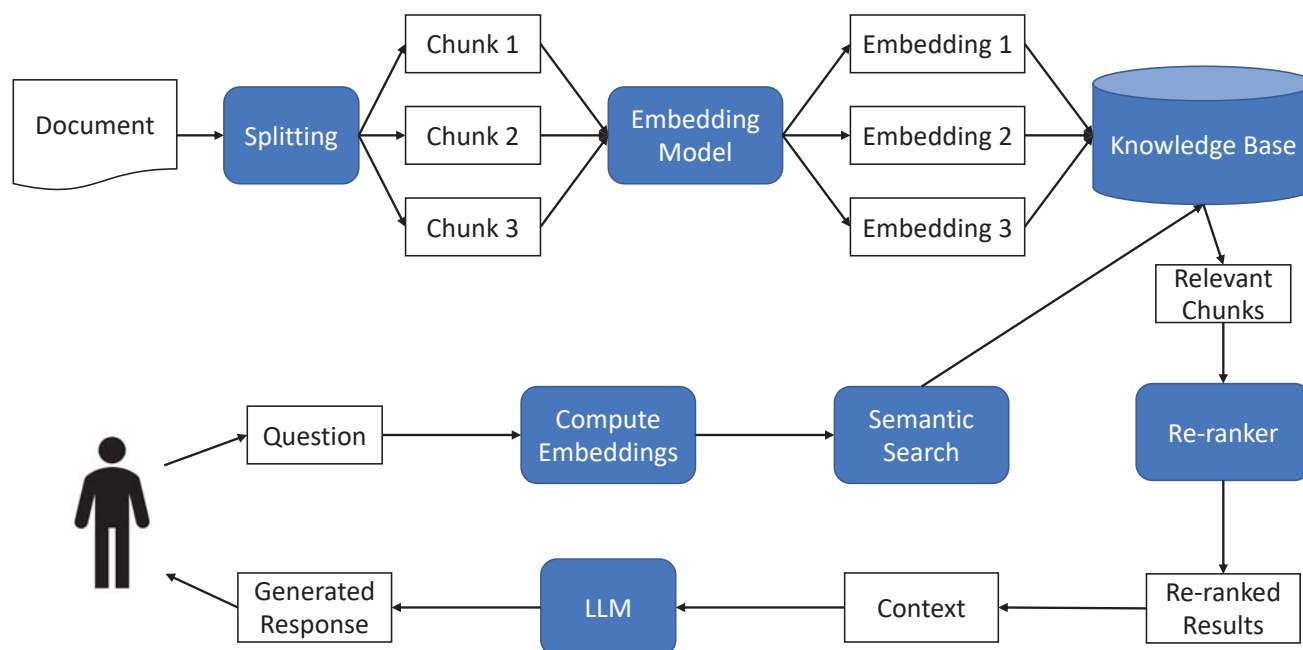 Chunk 1
Embedding 1
Document
Splitting
Chunk 2
Embedding
Model
Embedding 2
Knowledge Base
Chunk 3
Embedding 3
Relevant
Chunks
Question
Compute
Embeddings
Semantic
Search
Re-ranker
Generated
Response
LLM
Context
Re-ranked
Results